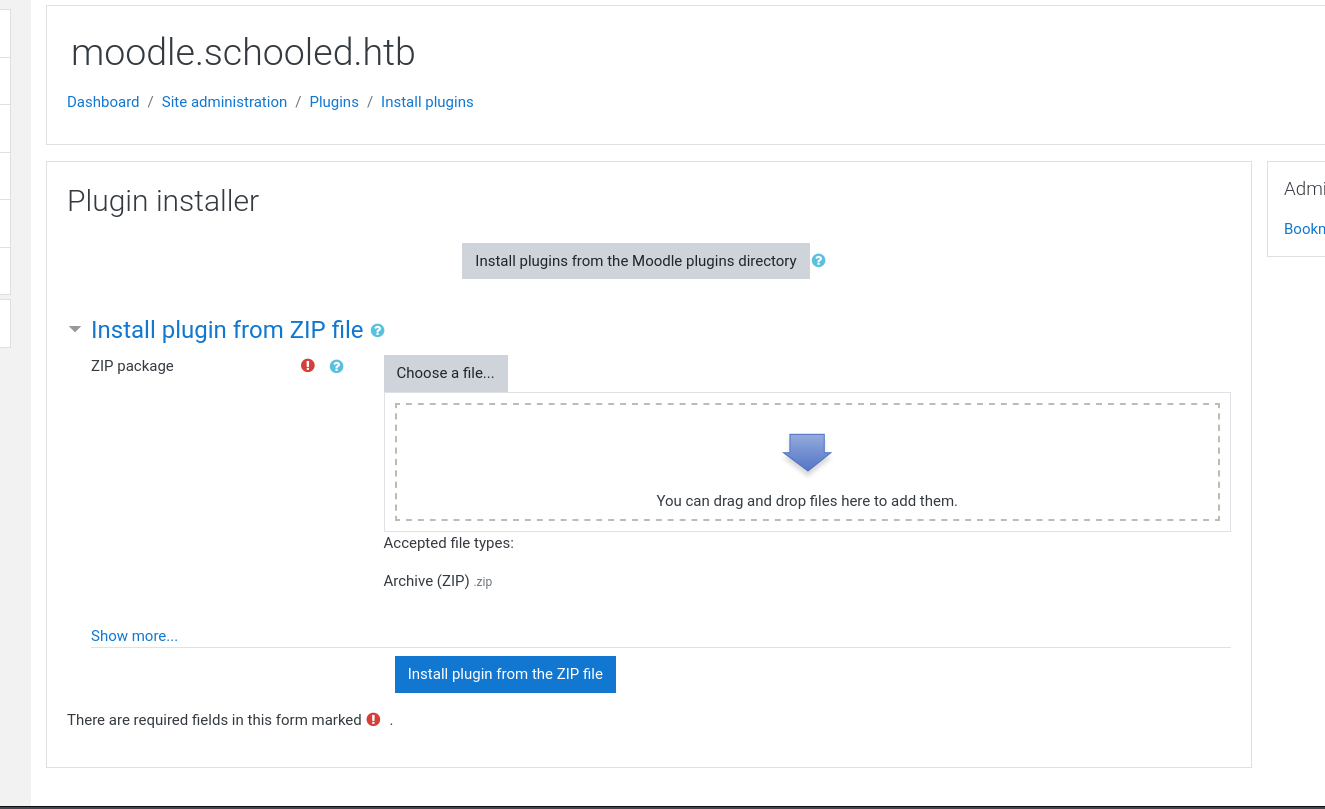 moodle.schooled.htb
Dashboard / Site administration / Plugins / Install plugins
Plugin installer
Install plugins from the Moodle plugins directory
Install plugin from ZIP file
ZIP package
Choose a file...
You can drag and drop files here to add them.
Accepted file types:
Archive (ZIP) .zip
Show more...
Install plugin from the ZIP file
There are required fields in this form marked .
Admi
Bookn